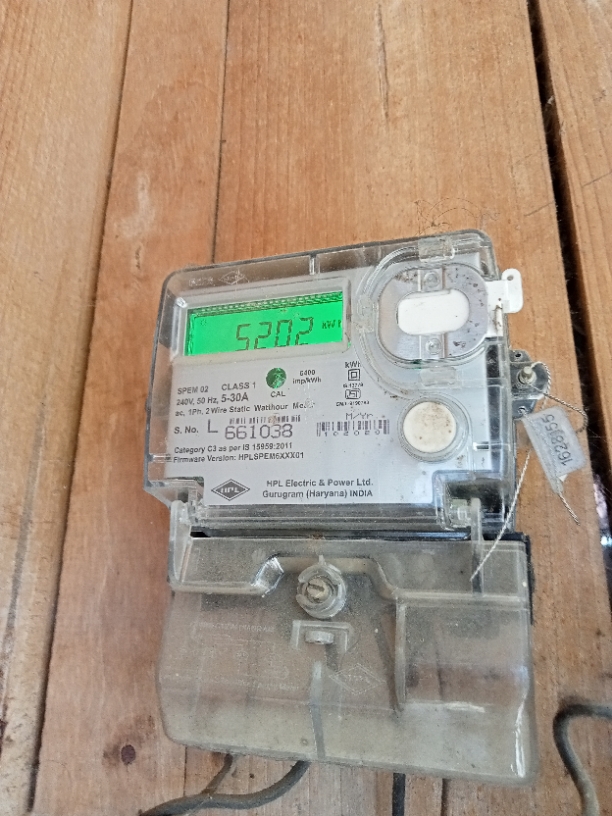 5202 kWh
kWh
6400
imp/kWh
SPEM 02 CLASS 1
CAL
240V, 50 Hz, 5-30A
ac, 1Ph, 2 Wire Static Watthour Meter
S. No. L 661038
M/Yr.
Category C3 as per IS 15959:2011
Firmware Version: HPLSPEM6XXX01
HPL
HPL Electric & Power Ltd.
Gurugram (Haryana) INDIA
162855